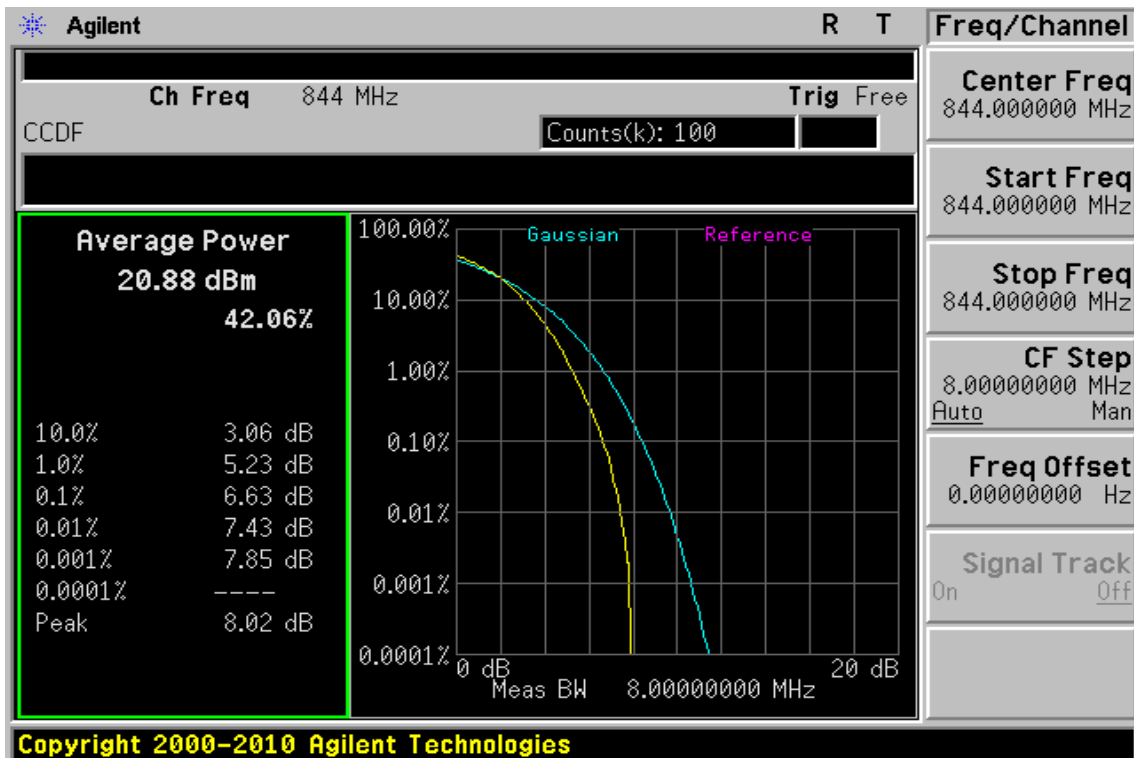 Agilent R T
Ch Freq 844 MHz Trig Free
CCDF Counts(k): 100
Average Power
20.88 dBm
42.06%
10.0% 3.06 dB
1.0% 5.23 dB
0.1% 6.63 dB
0.01% 7.43 dB
0.001% 7.85 dB
0.0001% ----
Peak 8.02 dB
Gaussian Reference
100.00%
10.00%
1.00%
0.10%
0.01%
0.001%
0.0001%
0 dB 20 dB
Meas BW 8.00000000 MHz
Freq/Channel
Center Freq
844.000000 MHz
Start Freq
844.000000 MHz
Stop Freq
844.000000 MHz
CF Step
8.00000000 MHz
Auto Man
Freq Offset
0.00000000 Hz
Signal Track
On Off
Copyright 2000-2010 Agilent Technologies